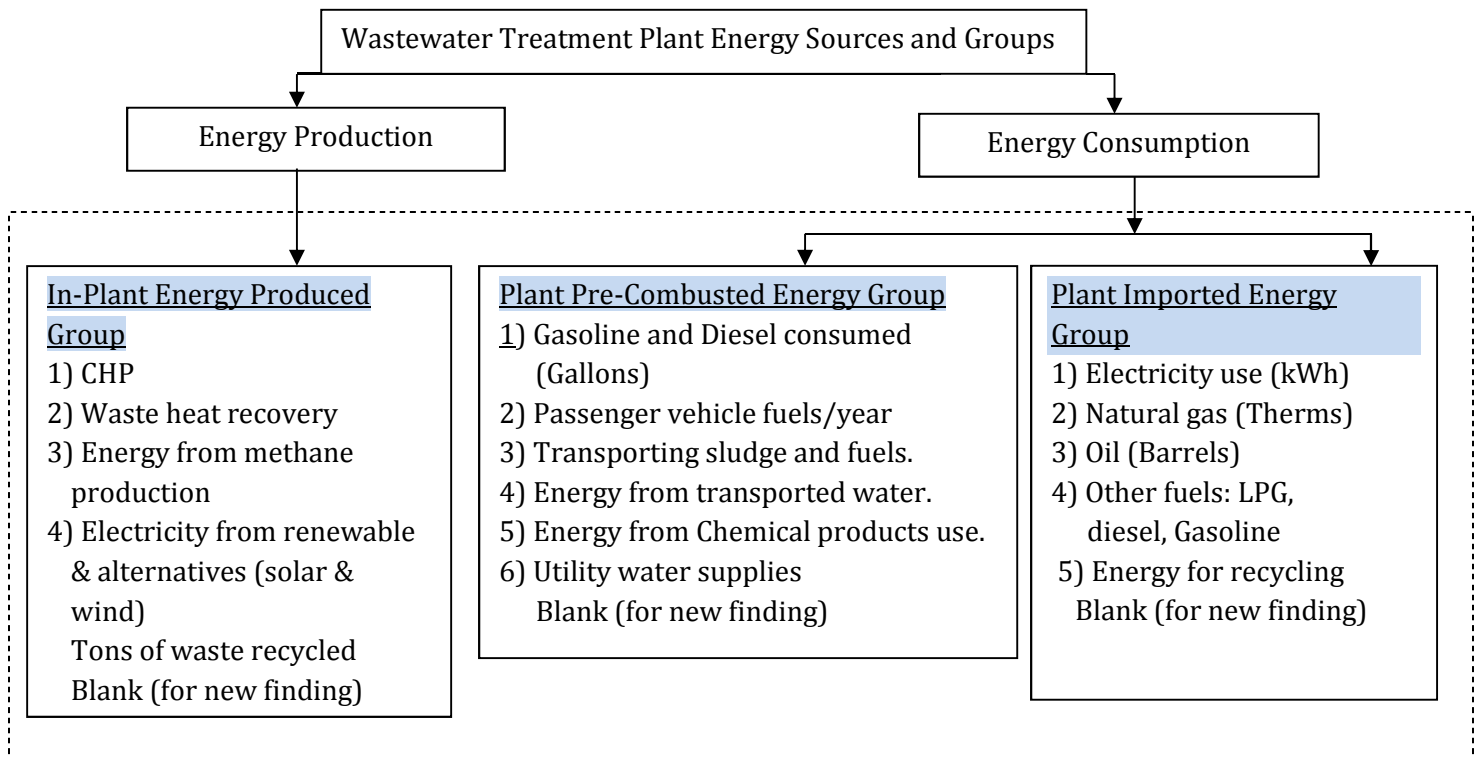 Wastewater Treatment Plant Energy Sources and Groups
Energy Production
Energy Consumption
In-Plant Energy Produced
Group
1) CHP
2) Waste heat recovery
3) Energy from methane
production
4) Electricity from renewable
& alternatives (solar &
wind)
Tons of waste recycled
Blank (for new finding)
Plant Pre-Combusted Energy Group
1) Gasoline and Diesel consumed
(Gallons)
2) Passenger vehicle fuels/year
3) Transporting sludge and fuels.
4) Energy from transported water.
5) Energy from Chemical products use.
6) Utility water supplies
Blank (for new finding)
Plant Imported Energy
Group
1) Electricity use (kWh)
2) Natural gas (Therms)
3) Oil (Barrels)
4) Other fuels: LPG,
diesel, Gasoline
5) Energy for recycling
Blank (for new finding)